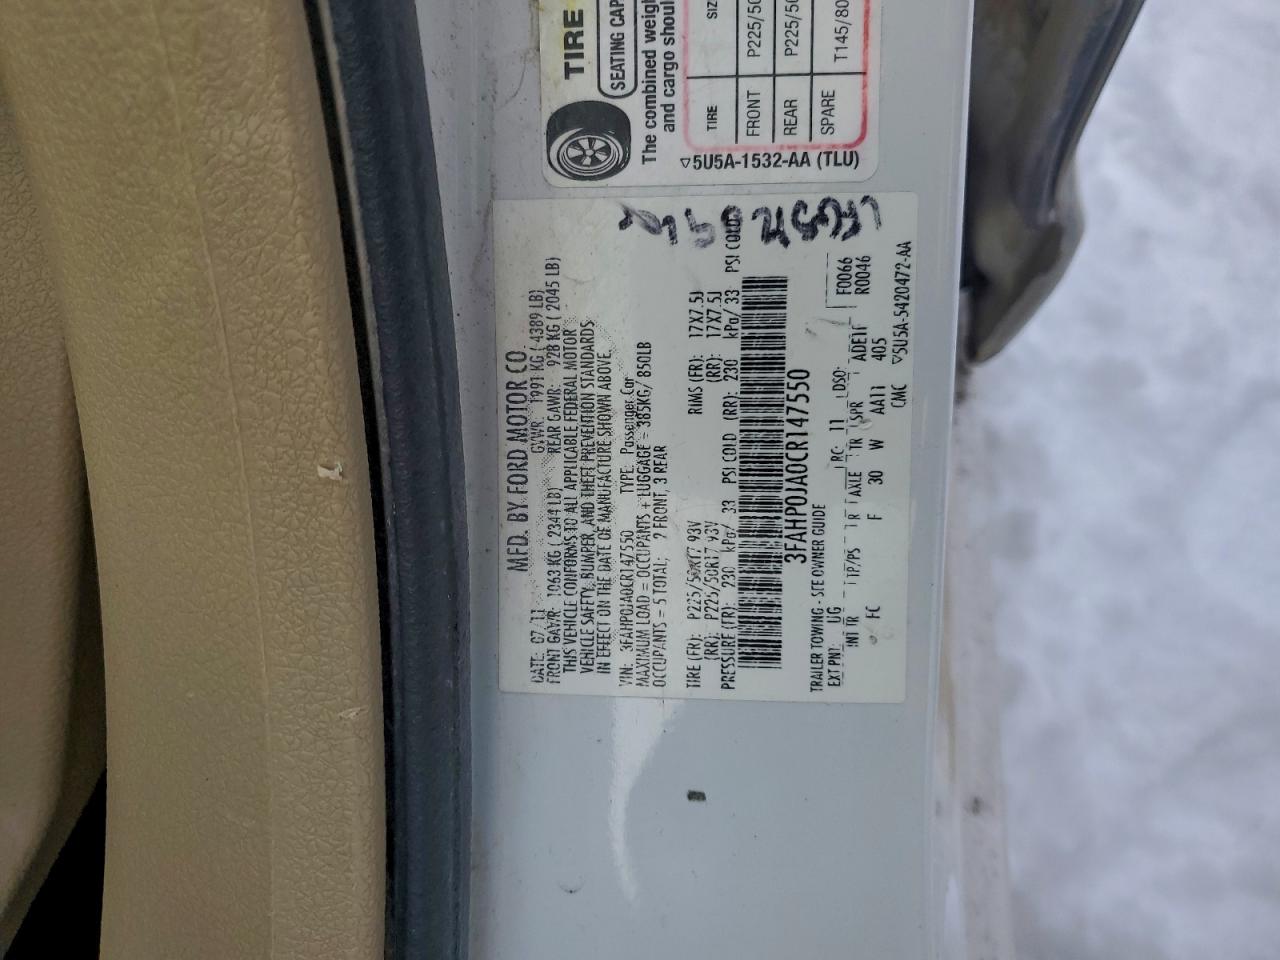 TIRE
SEATING CAP
The combined weigh
and cargo shoul
TIRE SIZ
FRONT P225/50
REAR P225/50
SPARE T145/80
▽5U5A-1532-AA (TLU)
MFD. BY FORD MOTOR CO
DATE: 07/11 GVWR: 1991 KG ( 4389 LB)
FRONT GAWR: 1063 KG ( 2344 LB) REAR GAWR: 928 KG ( 2045 LB)
THIS VEHICLE CONFORMS TO ALL APPLICABLE FEDERAL MOTOR
VEHICLE SAFETY, BUMPER, AND THEFT PREVENTION STANDARDS
IN EFFECT ON THE DATE OF MANUFACTURE SHOWN ABOVE.
VIN: 3FAHP0JA0CR147550 TYPE: Passenger Car
MAXIMUM LOAD = OCCUPANTS + LUGGAGE = 385KG/ 850LB
OCCUPANTS = 5 TOTAL: 2 FRONT, 3 REAR
TIRE (FR): P225/50R17 93V RIMS (FR): 17X7.5J
(RR): P225/50R17 93V (RR): 17X7.5J
PRESSURE (FR): 230 kPa/ 33 PSI COLD (RR): 230 kPa/ 33 PSI COLD
3FAHP0JA0CR147550
TRAILER TOWING - SEE OWNER GUIDE
F0066
R0046
EXT PNT: UG RC: 11 DSO:
INT TR TP/PS R AXLE TR SPR ADE1F
FC F 30 W AA11 405
CMC ▽5U5A-5420472-AA